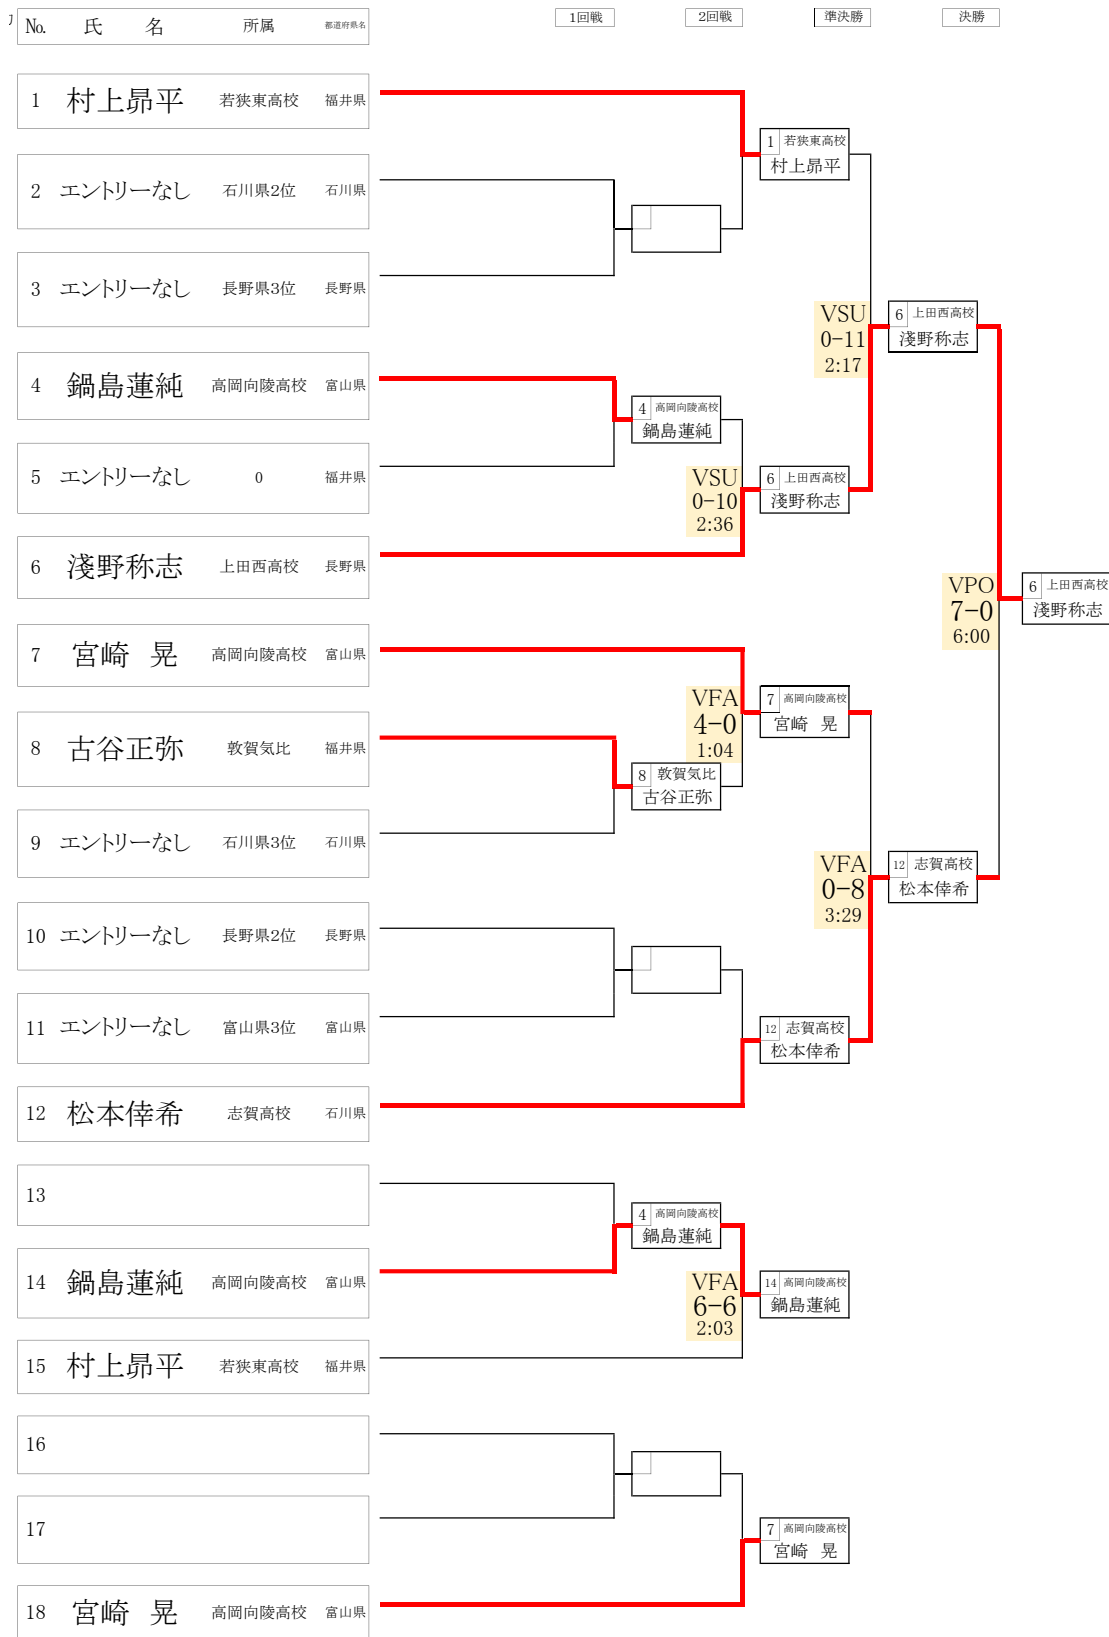 No. 氏 名 所属 都道府県名 1回戦 2回戦 準決勝 決勝
1 村上昴平 若狭東高校 福井県
1 若狭東高校
村上昴平
2 エントリーなし 石川県2位 石川県
3 エントリーなし 長野県3位 長野県
VSU
0-11
2:17
6 上田西高校
淺野称志
4 鍋島蓮純 高岡向陵高校 富山県
4 高岡向陵高校
鍋島蓮純
5 エントリーなし 0 福井県
VSU
0-10
2:36
6 上田西高校
淺野称志
6 淺野称志 上田西高校 長野県
VPO
7-0
6:00
6 上田西高校
淺野称志
7 宮崎 晃 高岡向陵高校 富山県
VFA
4-0
1:04
7 高岡向陵高校
宮崎 晃
8 古谷正弥 敦賀気比 福井県
8 敦賀気比
古谷正弥
9 エントリーなし 石川県3位 石川県
VFA
0-8
3:29
12 志賀高校
松本倖希
10 エントリーなし 長野県2位 長野県
11 エントリーなし 富山県3位 富山県
12 志賀高校
松本倖希
12 松本倖希 志賀高校 石川県
13
4 高岡向陵高校
鍋島蓮純
14 鍋島蓮純 高岡向陵高校 富山県
VFA
6-6
2:03
14 高岡向陵高校
鍋島蓮純
15 村上昴平 若狭東高校 福井県
16
17
7 高岡向陵高校
宮崎 晃
18 宮崎 晃 高岡向陵高校 富山県